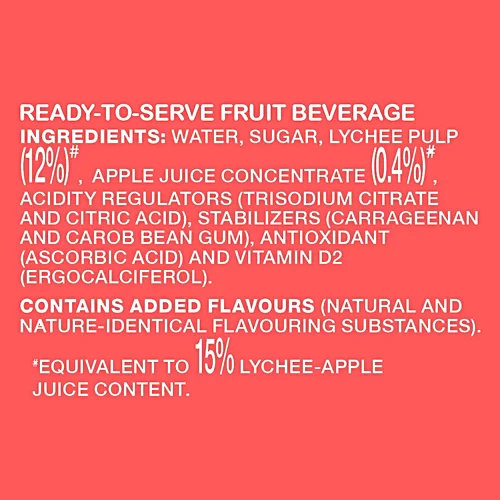 READY-TO-SERVE FRUIT BEVERAGE
INGREDIENTS: WATER, SUGAR, LYCHEE PULP
(12%)#, APPLE JUICE CONCENTRATE (0.4%)#,
ACIDITY REGULATORS (TRISODIUM CITRATE
AND CITRIC ACID), STABILIZERS (CARRAGEENAN
AND CAROB BEAN GUM), ANTIOXIDANT
(ASCORBIC ACID) AND VITAMIN D2
(ERGOCALCIFEROL).
CONTAINS ADDED FLAVOURS (NATURAL AND
NATURE-IDENTICAL FLAVOURING SUBSTANCES).
#EQUIVALENT TO 15% LYCHEE-APPLE
JUICE CONTENT.